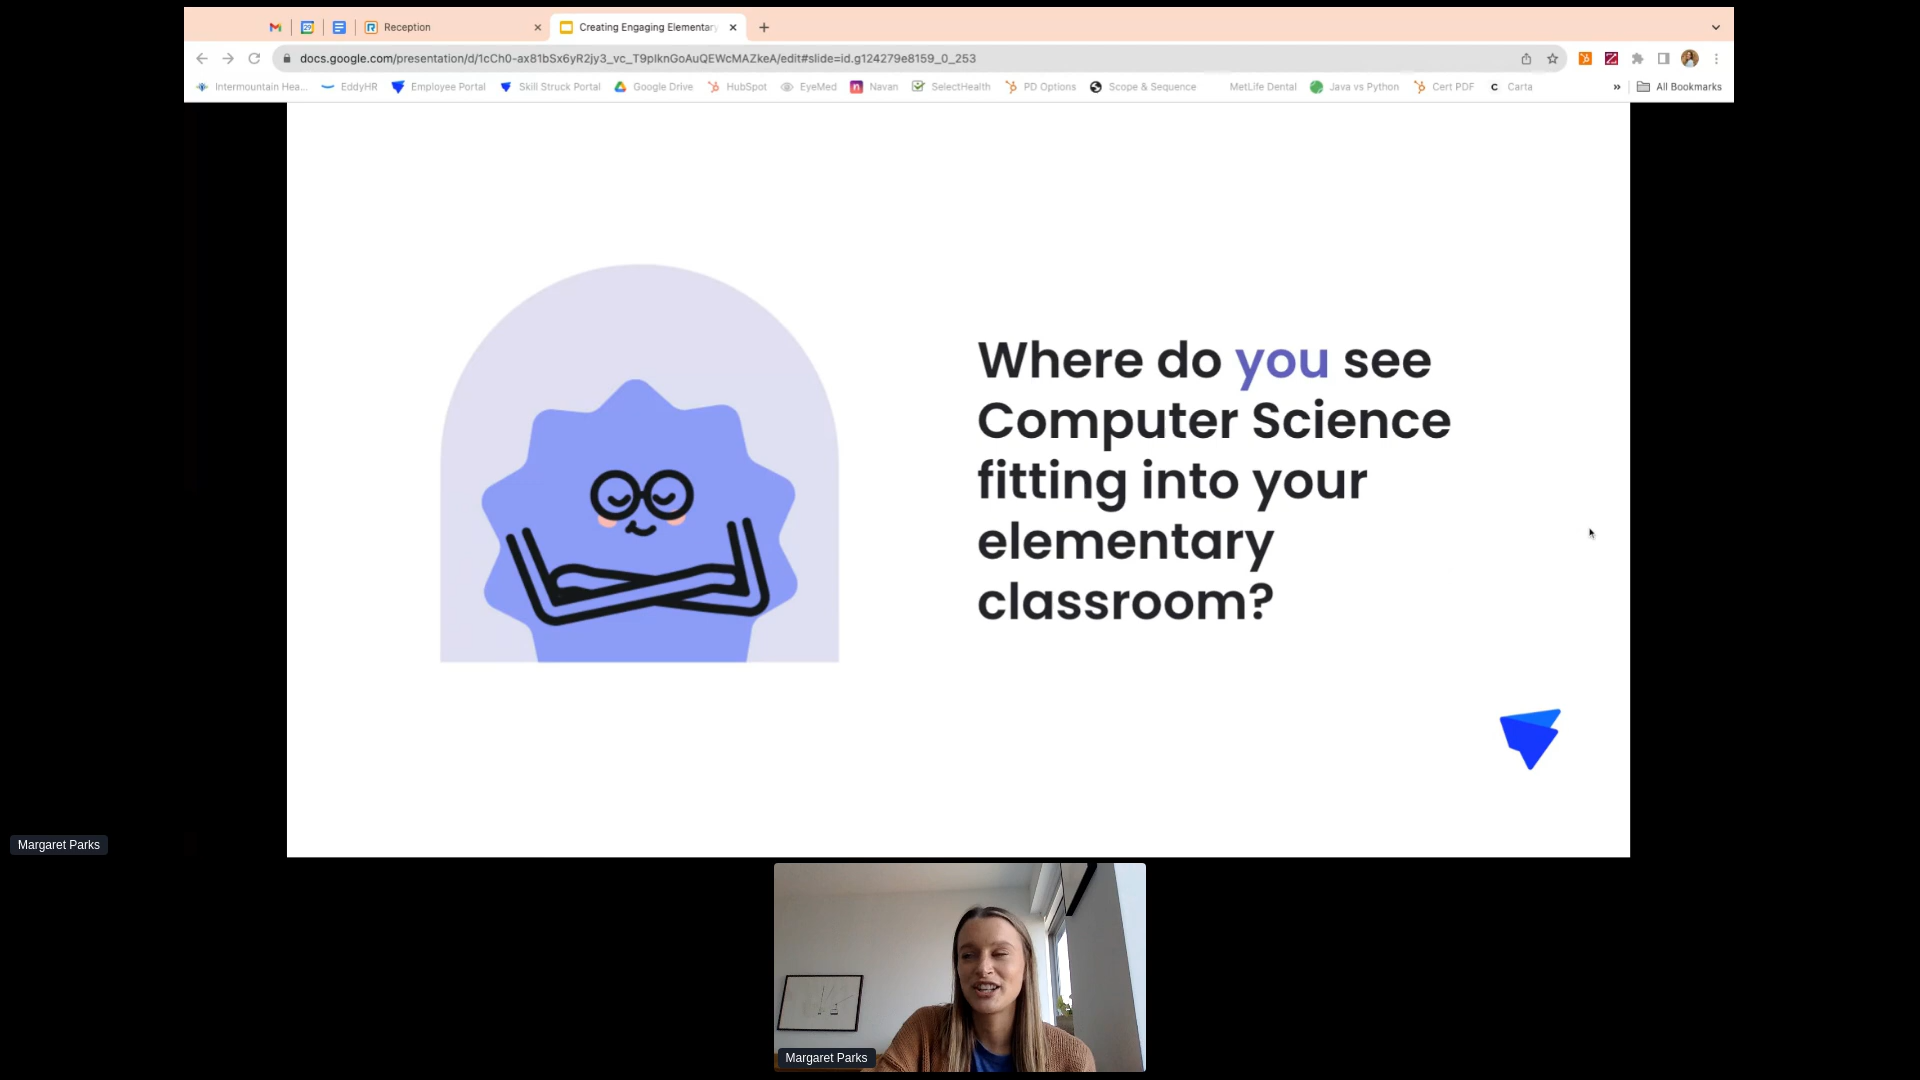 Reception
Creating Engaging Elementary
docs.google.com/presentation/d/1cCh0-ax81bSx6yR2jy3_vc_T9pIknGoAuQEWcMAZkeA/edit#slide=id.g124279e8159_0_253
Intermountain Hea... EddyHR Employee Portal Skill Struck Portal Google Drive HubSpot EyeMed Navan SelectHealth PD Options Scope & Sequence MetLife Dental Java vs Python Cert PDF Carta » All Bookmarks
Where do you see
Computer Science
fitting into your
elementary
classroom?
Margaret Parks
Margaret Parks